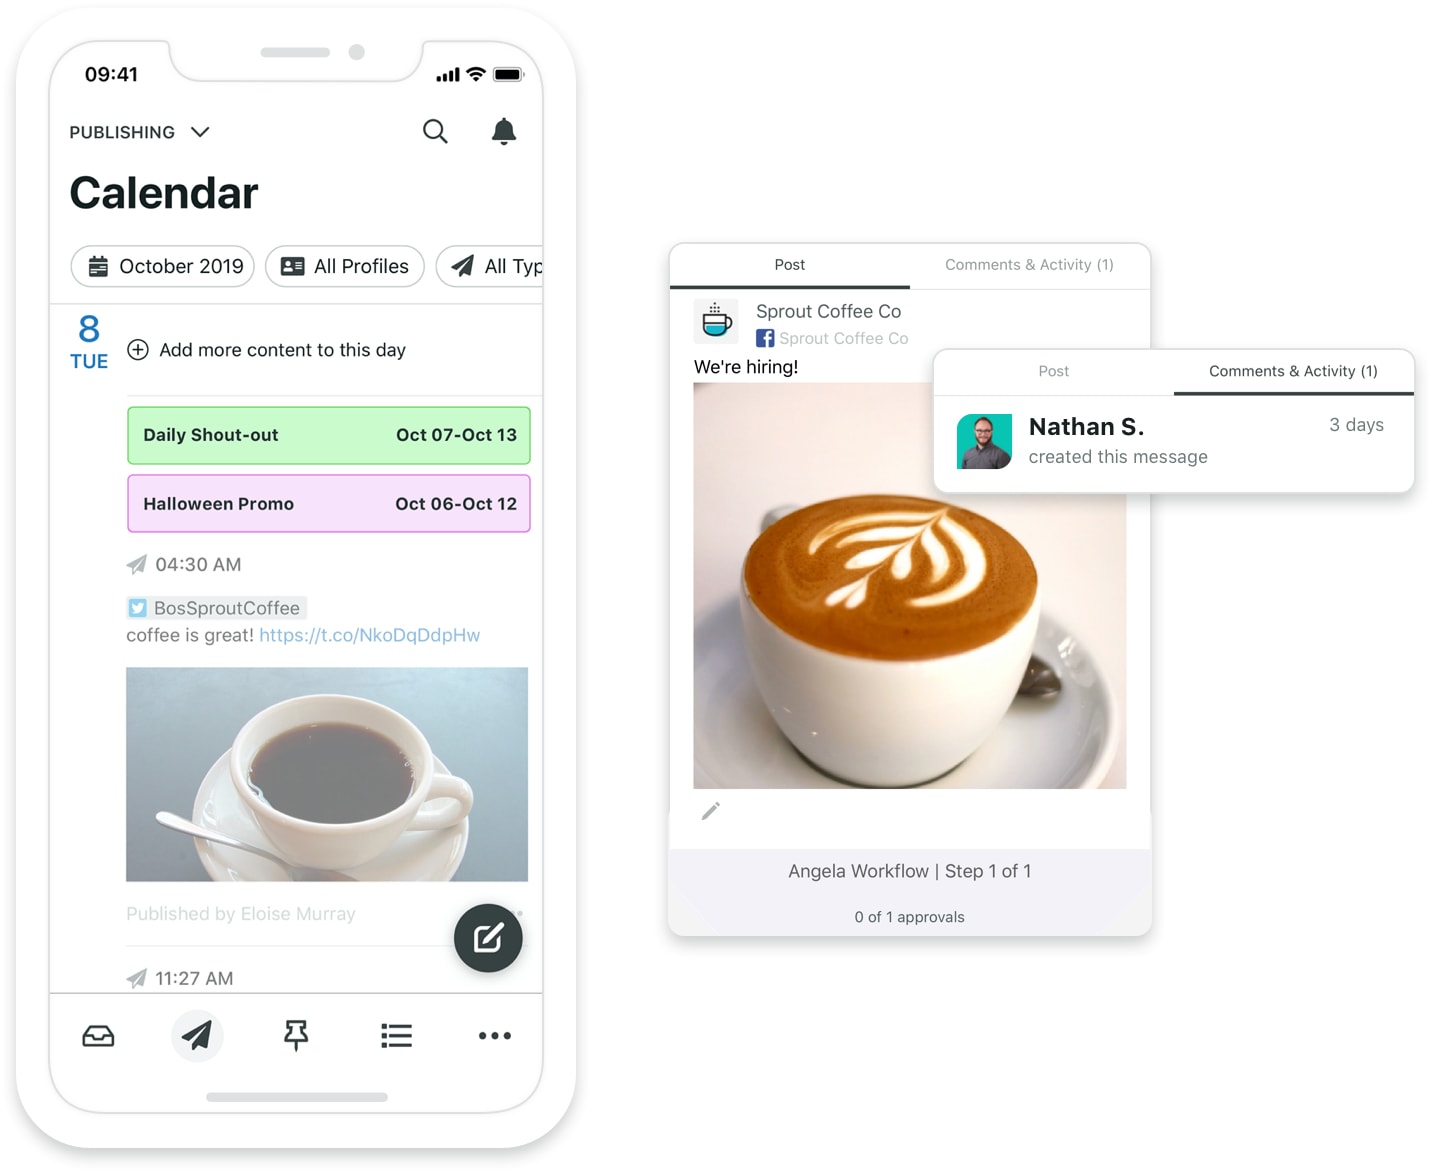 09:41
PUBLISHING
Calendar
October 2019
All Profiles
All Typ
8
TUE
Add more content to this day
Daily Shout-out Oct 07-Oct 13
Halloween Promo Oct 06-Oct 12
04:30 AM
BosSproutCoffee
coffee is great! https://t.co/NkoDqDdpHw
Published by Eloise Murray
11:27 AM
Post
Comments & Activity (1)
Sprout Coffee Co
Sprout Coffee Co
We're hiring!
Post
Comments & Activity (1)
Nathan S.
3 days
created this message
Angela Workflow | Step 1 of 1
0 of 1 approvals